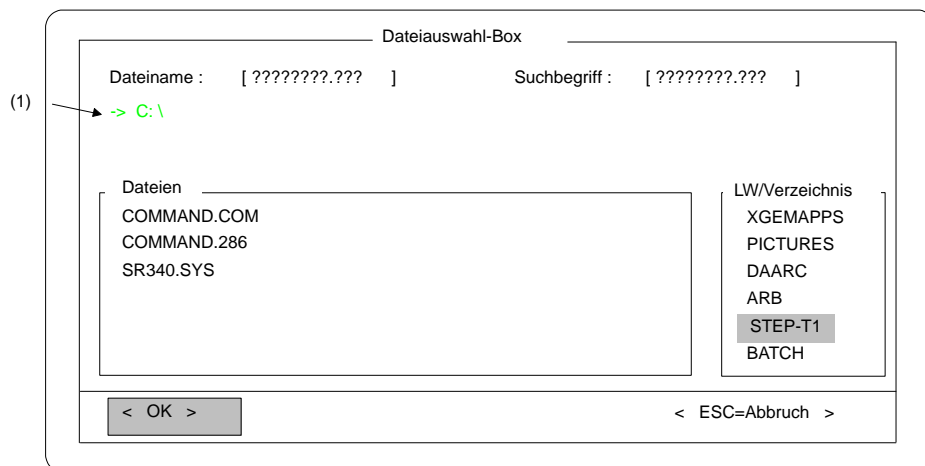 Dateiauswahl-Box
Dateiname : [ ????????.??? ] Suchbegriff : [ ????????.??? ]
(1)
-> C: \
Dateien
COMMAND.COM
COMMAND.286
SR340.SYS
LW/Verzeichnis
XGEMAPPS
PICTURES
DAARC
ARB
STEP-T1
BATCH
< OK > < ESC=Abbruch >